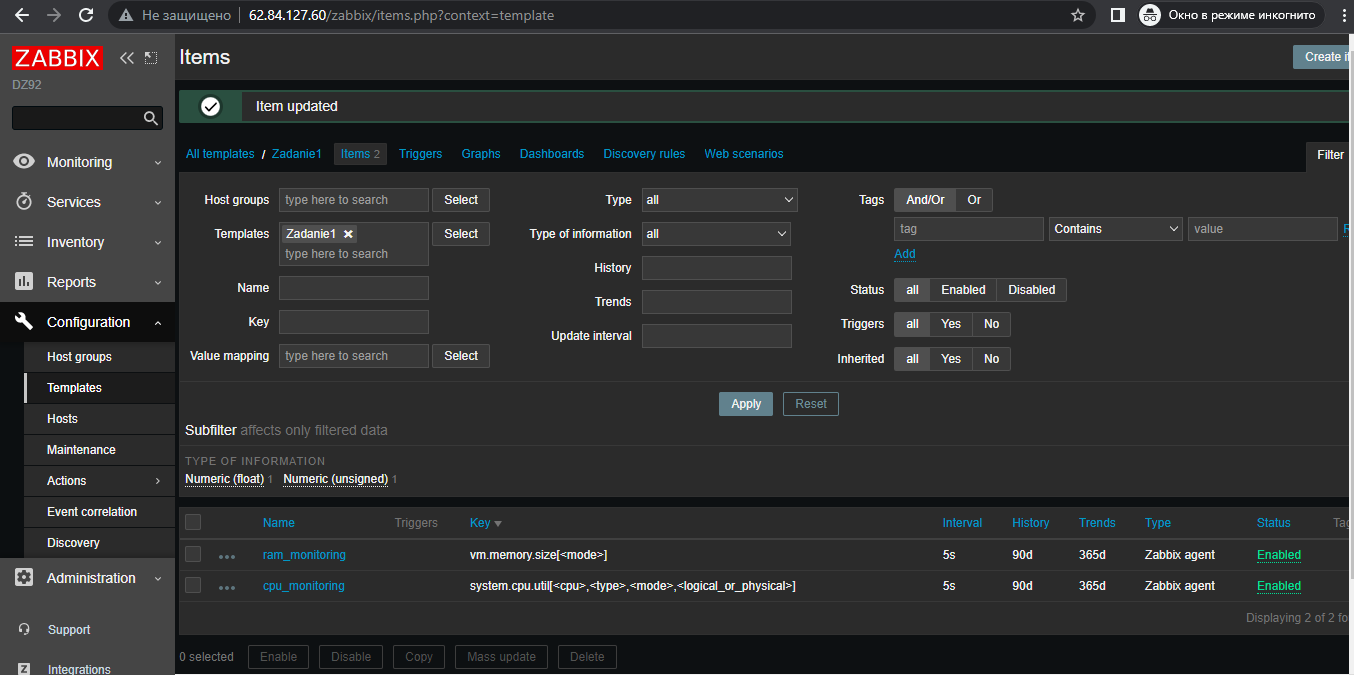 Не защищено 62.84.127.60/zabbix/items.php?context=template Окно в режиме инкогнито
ZABBIX
DZ92
Monitoring
Services
Inventory
Reports
Configuration
Host groups
Templates
Hosts
Maintenance
Actions
Event correlation
Discovery
Administration
Support
Integrations
Items Create it
Item updated
All templates / Zadanie1 Items 2 Triggers Graphs Dashboards Discovery rules Web scenarios Filter
Host groups type here to search Select
Templates Zadanie1 Select
type here to search
Name
Key
Value mapping type here to search Select
Type all
Type of information all
History
Trends
Update interval
Tags And/Or Or
tag Contains value
Add
Status all Enabled Disabled
Triggers all Yes No
Inherited all Yes No
Apply Reset
Subfilter affects only filtered data
TYPE OF INFORMATION
Numeric (float) 1 Numeric (unsigned) 1
Name Triggers Key Interval History Trends Type Status Tag
ram_monitoring vm.memory.size[<mode>] 5s 90d 365d Zabbix agent Enabled
cpu_monitoring system.cpu.util[<cpu>,<type>,<mode>,<logical_or_physical>] 5s 90d 365d Zabbix agent Enabled
Displaying 2 of 2 fo
0 selected Enable Disable Copy Mass update Delete